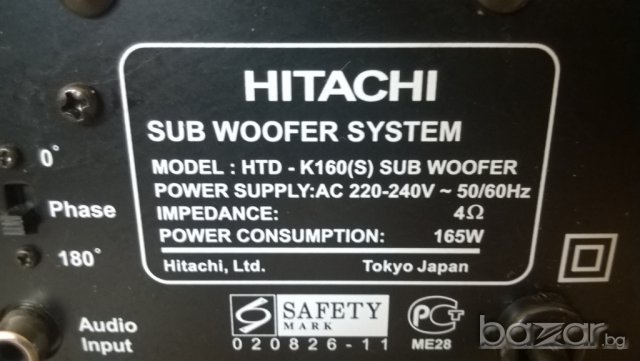 HITACHI
SUB WOOFER SYSTEM
MODEL : HTD - K160(S) SUB WOOFER
POWER SUPPLY:AC 220-240V ~ 50/60Hz
IMPEDANCE: 4Ω
POWER CONSUMPTION: 165W
Hitachi, Ltd. Tokyo Japan
0°
Phase
180°
Audio
Input
S SAFETY
MARK
020826-11
PCT
ME28
bazar.bg